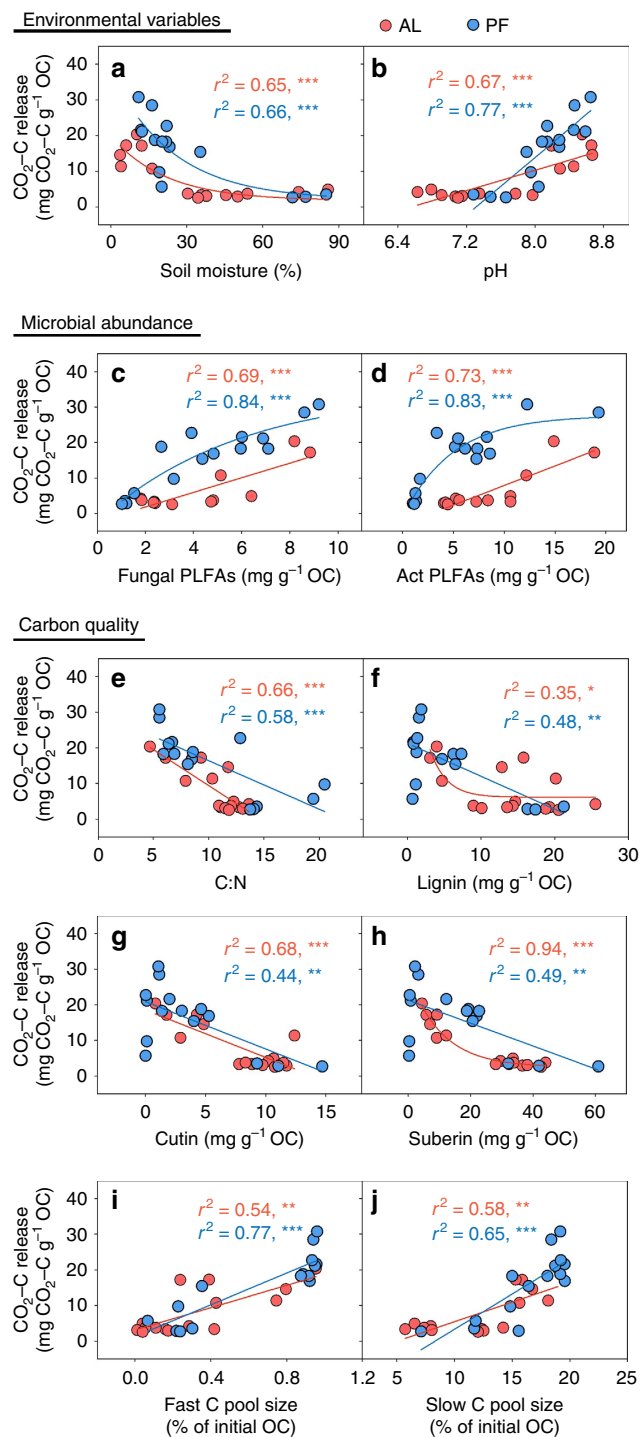 Environmental variables
AL PF
CO₂–C release
(mg CO₂–C g⁻¹ OC)
40
30
20
10
0
a
r² = 0.65, ***
r² = 0.66, ***
b
r² = 0.67, ***
r² = 0.77, ***
0 30 60 90
6.4 7.2 8.0 8.8
Soil moisture (%)
pH
Microbial abundance
CO₂–C release
(mg CO₂–C g⁻¹ OC)
40
30
20
10
0
c
r² = 0.69, ***
r² = 0.84, ***
d
r² = 0.73, ***
r² = 0.83, ***
0 2 4 6 8 10
0 5 10 15 20
Fungal PLFAs (mg g⁻¹ OC)
Act PLFAs (mg g⁻¹ OC)
Carbon quality
CO₂–C release
(mg CO₂–C g⁻¹ OC)
40
30
20
10
0
e
r² = 0.66, ***
r² = 0.58, ***
f
r² = 0.35, *
r² = 0.48, **
5 10 15 20
0 10 20 30
C:N
Lignin (mg g⁻¹ OC)
CO₂–C release
(mg CO₂–C g⁻¹ OC)
40
30
20
10
0
g
r² = 0.68, ***
r² = 0.44, **
h
r² = 0.94, ***
r² = 0.49, **
0 5 10 15
0 20 40 60
Cutin (mg g⁻¹ OC)
Suberin (mg g⁻¹ OC)
CO₂–C release
(mg CO₂–C g⁻¹ OC)
40
30
20
10
0
i
r² = 0.54, **
r² = 0.77, ***
j
r² = 0.58, **
r² = 0.65, ***
0.0 0.4 0.8 1.2
5 10 15 20 25
Fast C pool size
(% of initial OC)
Slow C pool size
(% of initial OC)